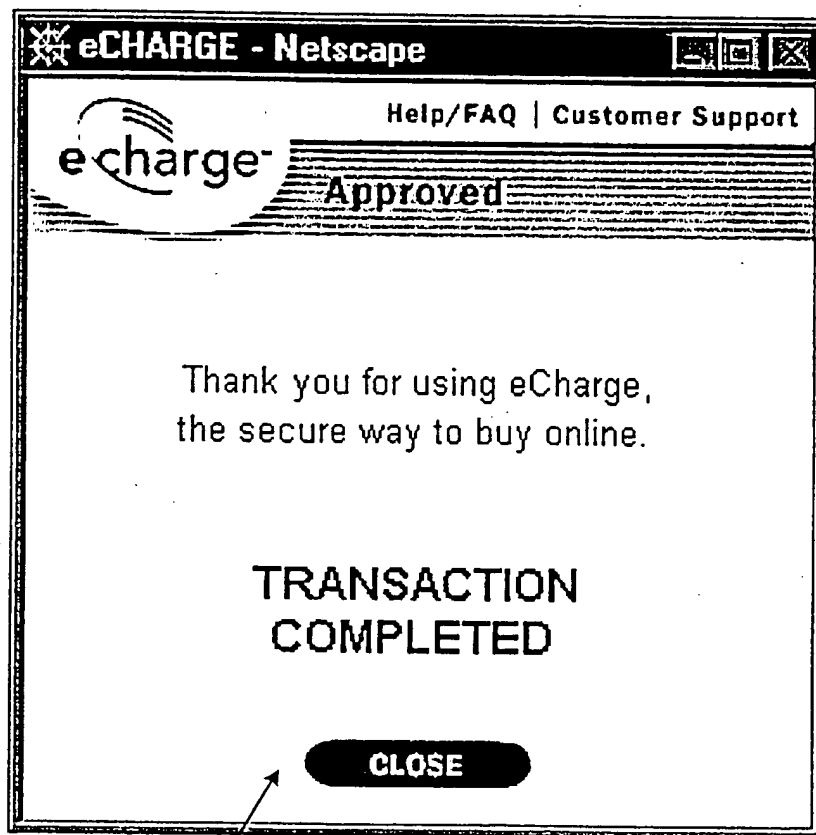 eCHARGE - Netscape
Help/FAQ | Customer Support
echarge
Approved
Thank you for using eCharge,
the secure way to buy online.
TRANSACTION
COMPLETED
CLOSE